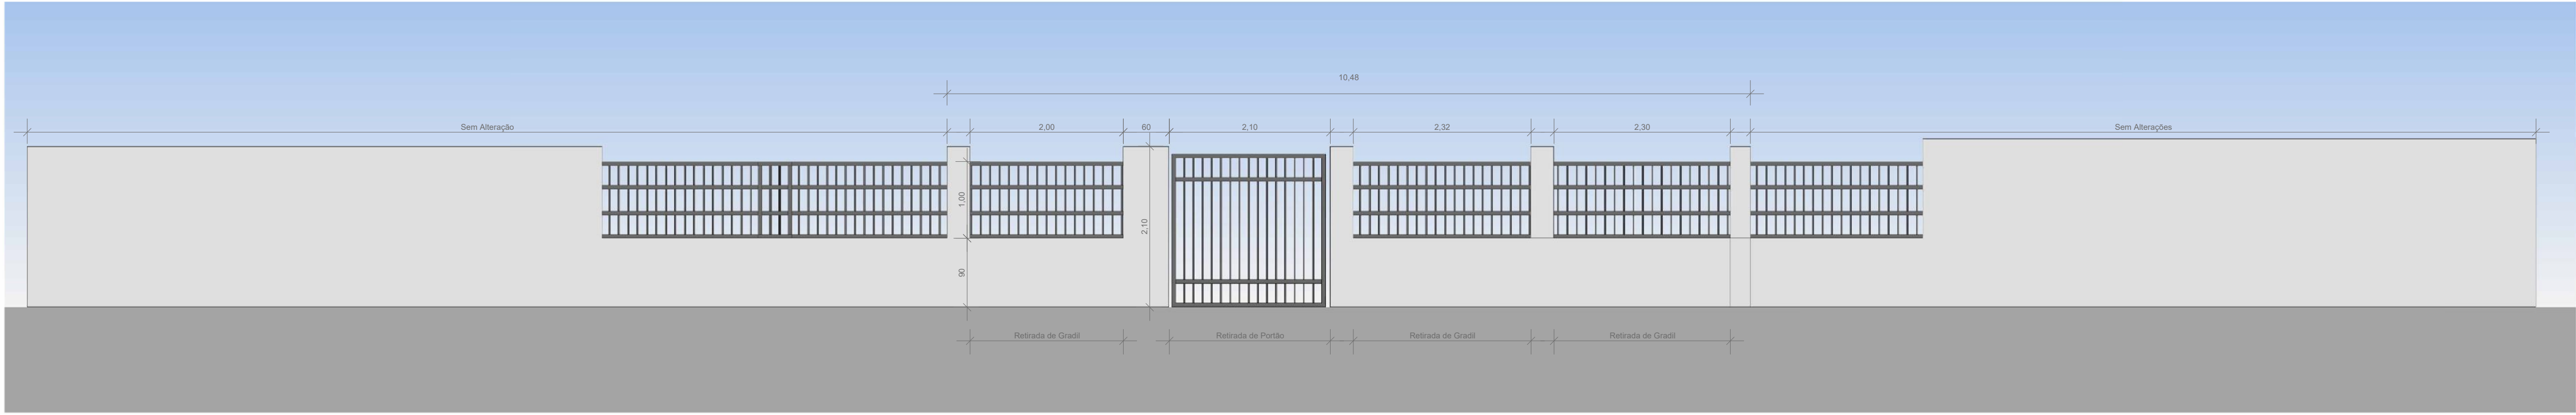 10,48
Sem Alteração
2,00
60
2,10
2,32
2,30
Sem Alterações
1,00
2,10
90
Retirada de Gradil
Retirada de Portão
Retirada de Gradil
Retirada de Gradil